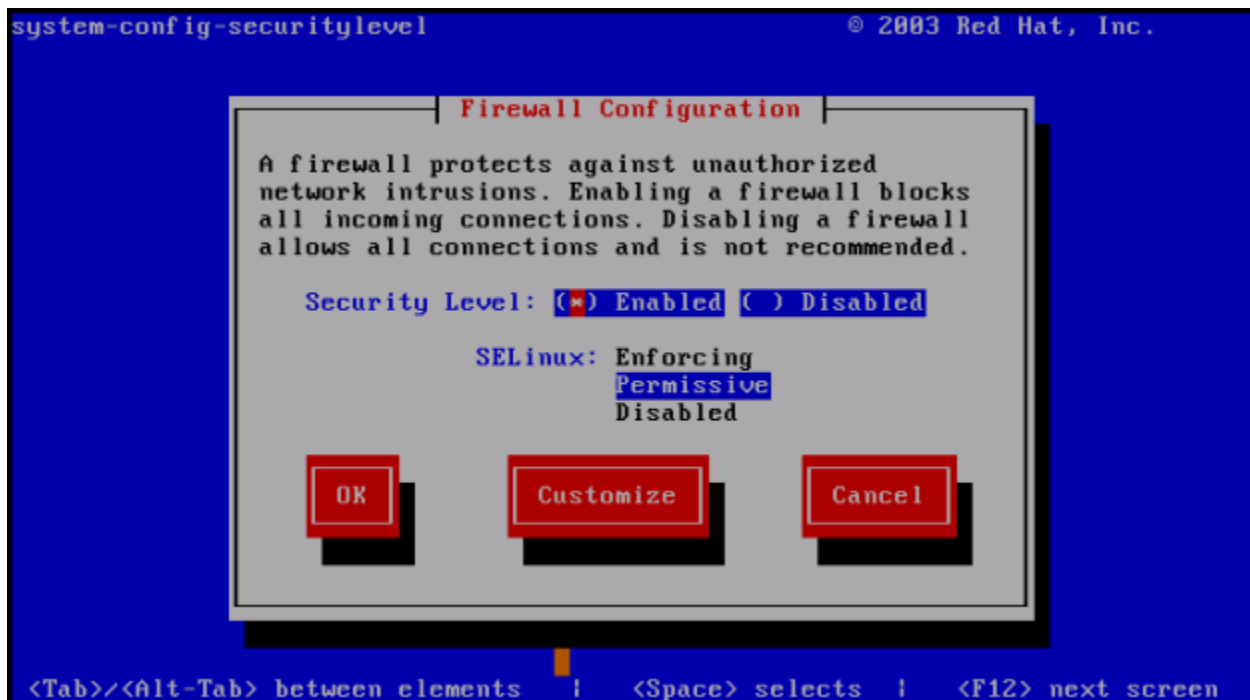 system-config-securitylevel © 2003 Red Hat, Inc.
Firewall Configuration
A firewall protects against unauthorized
network intrusions. Enabling a firewall blocks
all incoming connections. Disabling a firewall
allows all connections and is not recommended.
Security Level: (*) Enabled ( ) Disabled
SELinux: Enforcing
Permissive
Disabled
OK Customize Cancel
<Tab>/<Alt-Tab> between elements | <Space> selects | <F12> next screen